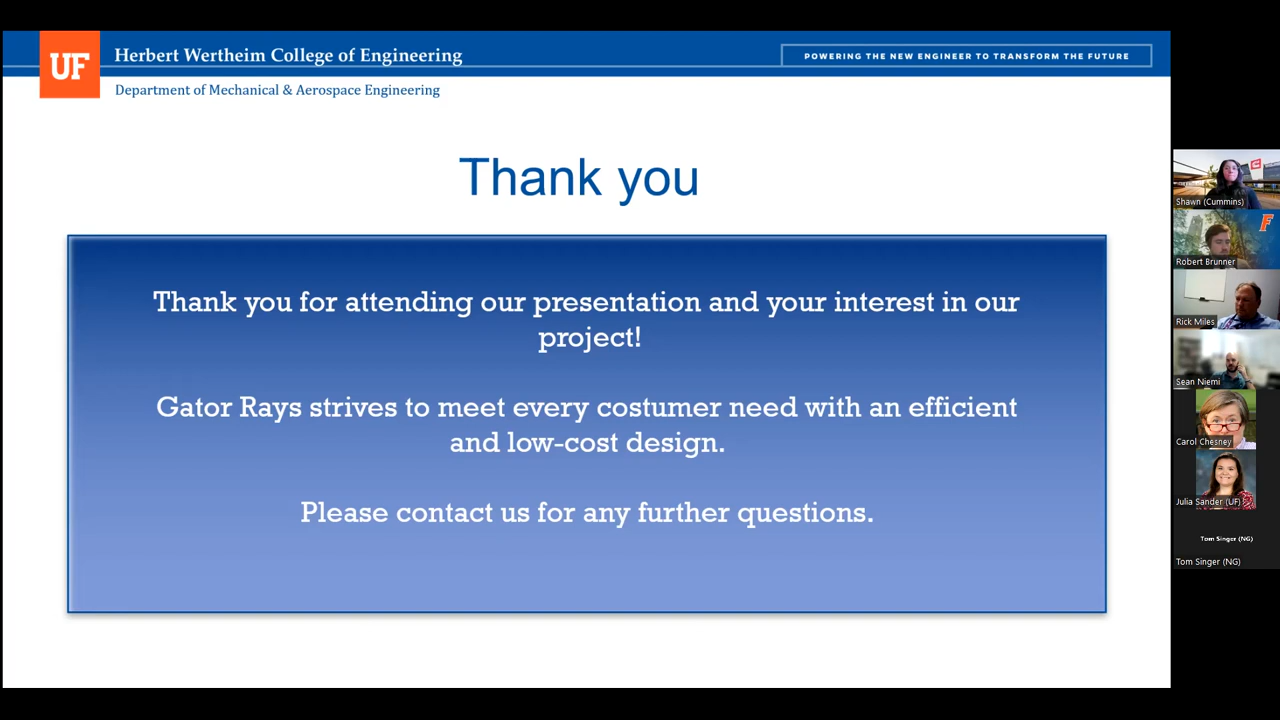 UF
Herbert Wertheim College of Engineering
POWERING THE NEW ENGINEER TO TRANSFORM THE FUTURE
Department of Mechanical & Aerospace Engineering
Thank you
Thank you for attending our presentation and your interest in our
project!
Gator Rays strives to meet every costumer need with an efficient
and low-cost design.
Please contact us for any further questions.
Shawn (Cummins)
F
Robert Brunner
Rick Miles
Sean Niemi
Carol Chesney
Julia Sander (UF)
Tom Singer (NG)
Tom Singer (NG)